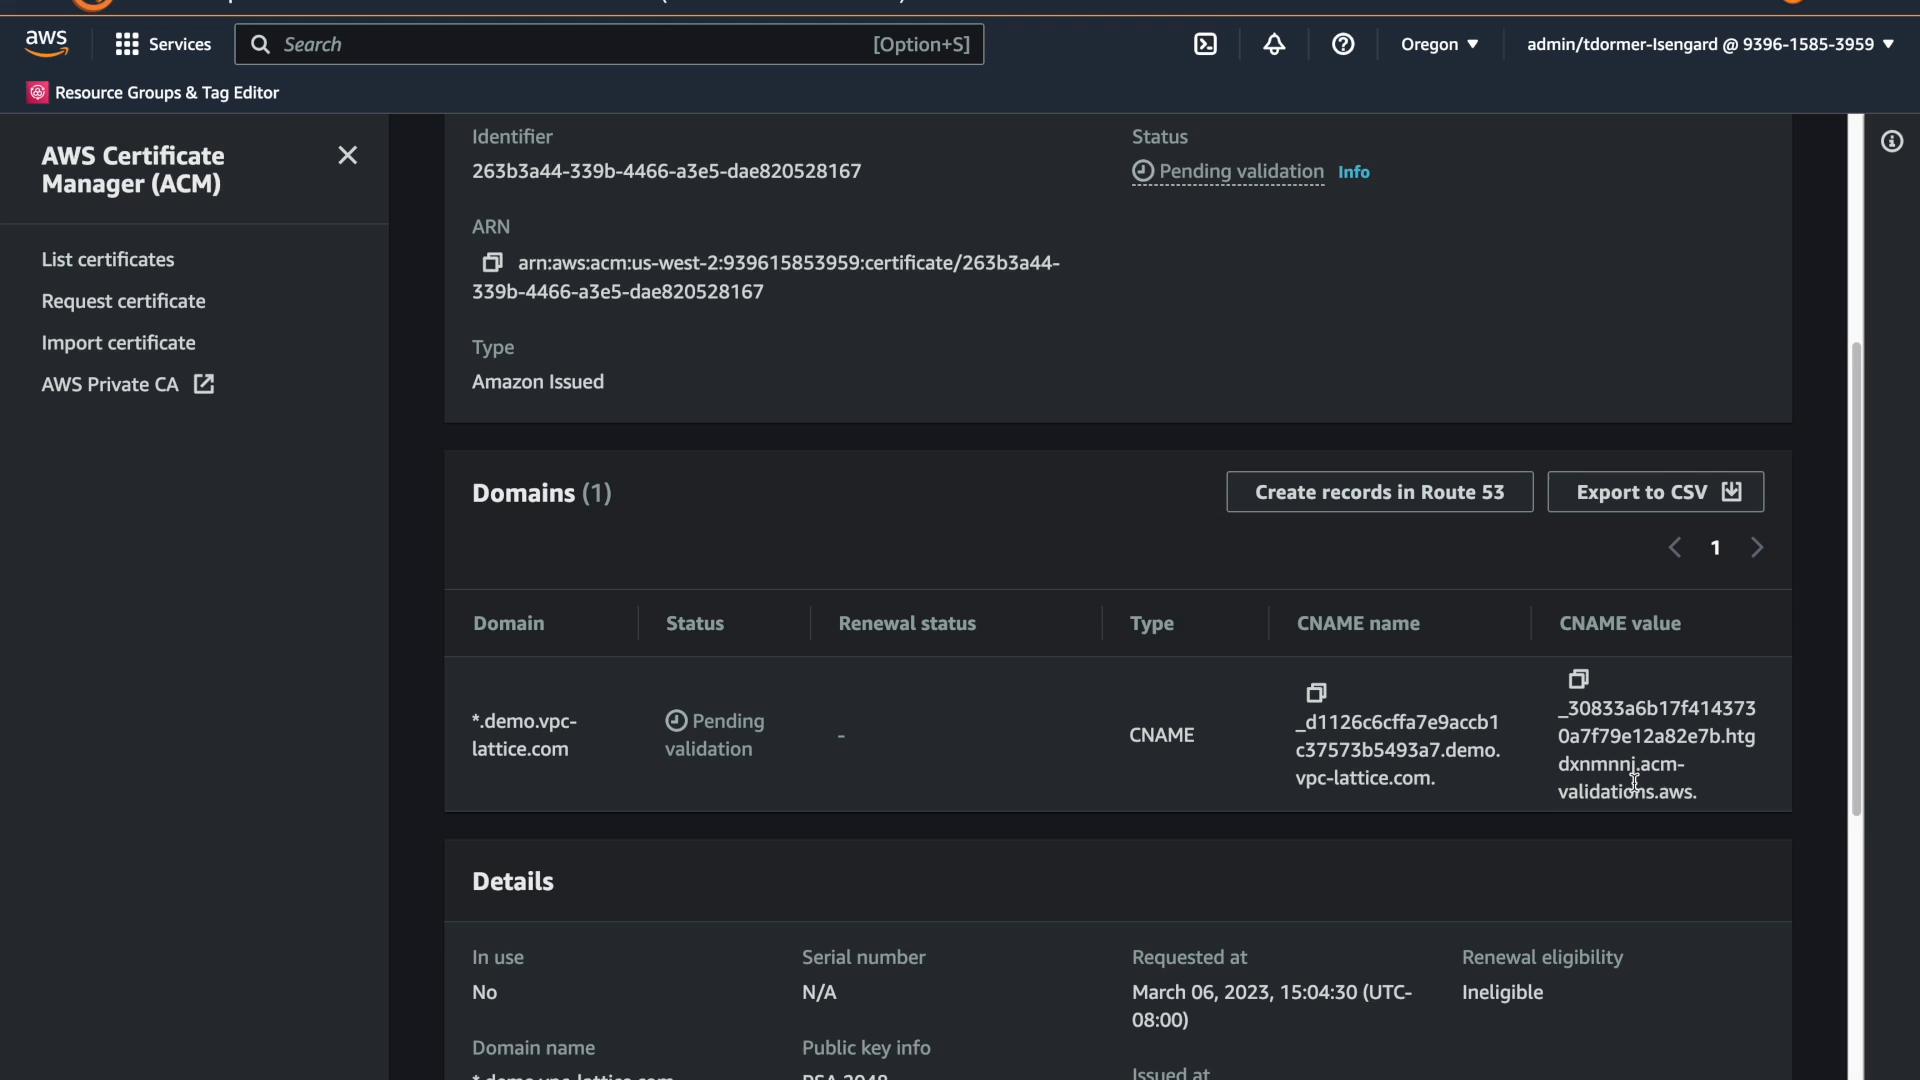 aws
Services
Search
[Option+S]
Oregon
admin/tdormer-Isengard @ 9396-1585-3959
Resource Groups & Tag Editor
AWS Certificate
Manager (ACM)
List certificates
Request certificate
Import certificate
AWS Private CA
Identifier
263b3a44-339b-4466-a3e5-dae820528167
Status
Pending validation Info
ARN
arn:aws:acm:us-west-2:939615853959:certificate/263b3a44-
339b-4466-a3e5-dae820528167
Type
Amazon Issued
Domains (1)
Create records in Route 53
Export to CSV
1
Domain Status Renewal status Type CNAME name CNAME value
*.demo.vpc-
lattice.com
Pending
validation
-
CNAME
_d1126c6cffa7e9accb1
c37573b5493a7.demo.
vpc-lattice.com.
_30833a6b17f414373
0a7f79e12a82e7b.htg
dxnmnnj.acm-
validations.aws.
Details
In use
No
Serial number
N/A
Requested at
March 06, 2023, 15:04:30 (UTC-
08:00)
Renewal eligibility
Ineligible
Domain name
*.demo.vpc-lattice.com
Public key info
RSA 2048
Issued at